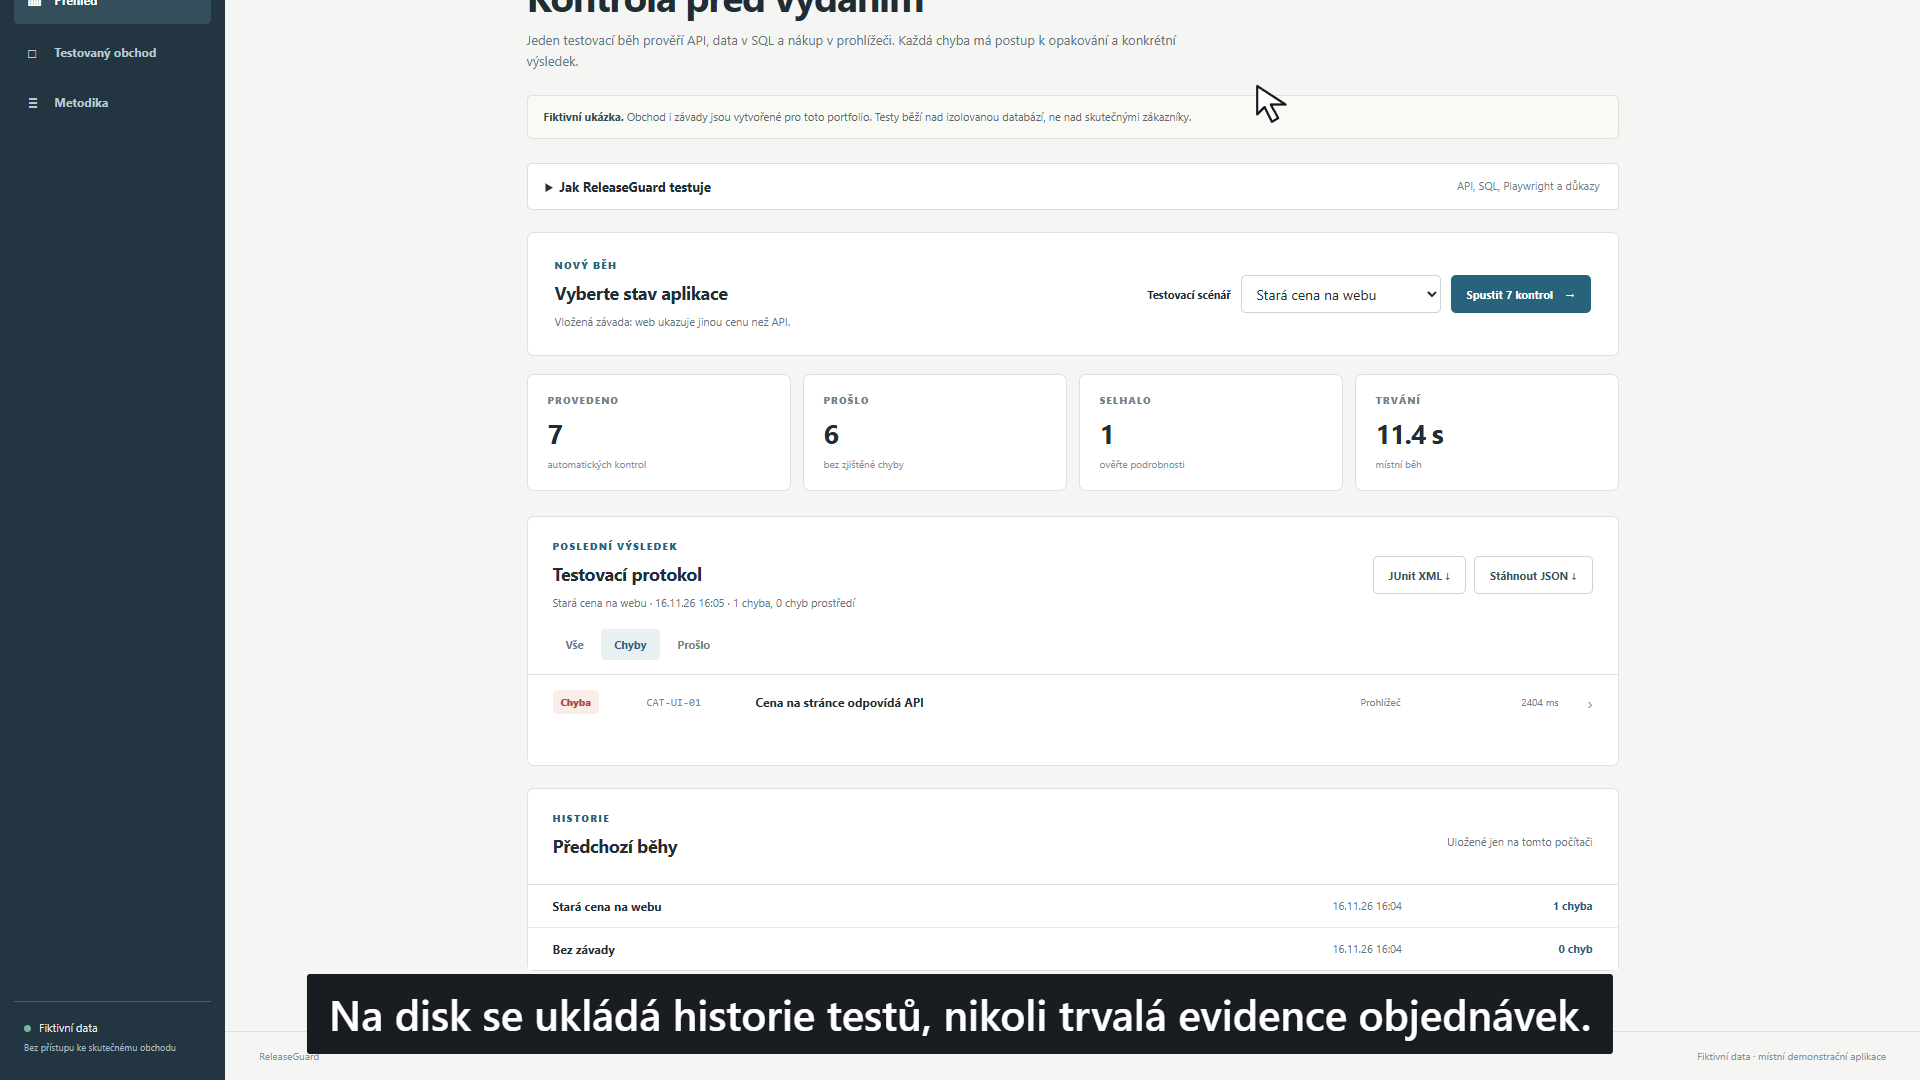 Přehled
Testovaný obchod
Metodika
Fiktivní data
Bez přístupu ke skutečnému obchodu
Kontrola před vydáním
Jeden testovací běh prověří API, data v SQL a nákup v prohlížeči. Každá chyba má postup k opakování a konkrétní
výsledek.
Fiktivní ukázka. Obchod i závady jsou vytvořené pro toto portfolio. Testy běží nad izolovanou databází, ne nad skutečnými zákazníky.
Jak ReleaseGuard testuje
API, SQL, Playwright a důkazy
NOVÝ BĚH
Vyberte stav aplikace
Vložená závada: web ukazuje jinou cenu než API.
Testovací scénář
Stará cena na webu
Spustit 7 kontrol →
PROVEDENO
7
automatických kontrol
PROŠLO
6
bez zjištěné chyby
SELHALO
1
ověřte podrobnosti
TRVÁNÍ
11.4 s
místní běh
POSLEDNÍ VÝSLEDEK
Testovací protokol
Stará cena na webu · 16.11.26 16:05 · 1 chyba, 0 chyb prostředí
JUnit XML ↓
Stáhnout JSON ↓
Vše
Chyby
Prošlo
Chyba
CAT-UI-01
Cena na stránce odpovídá API
Prohlížeč
2404 ms
HISTORIE
Předchozí běhy
Uložené jen na tomto počítači
Stará cena na webu
16.11.26 16:04
1 chyba
Bez závady
16.11.26 16:04
0 chyb
Na disk se ukládá historie testů, nikoli trvalá evidence objednávek.
ReleaseGuard
Fiktivní data · místní demonstrační aplikace